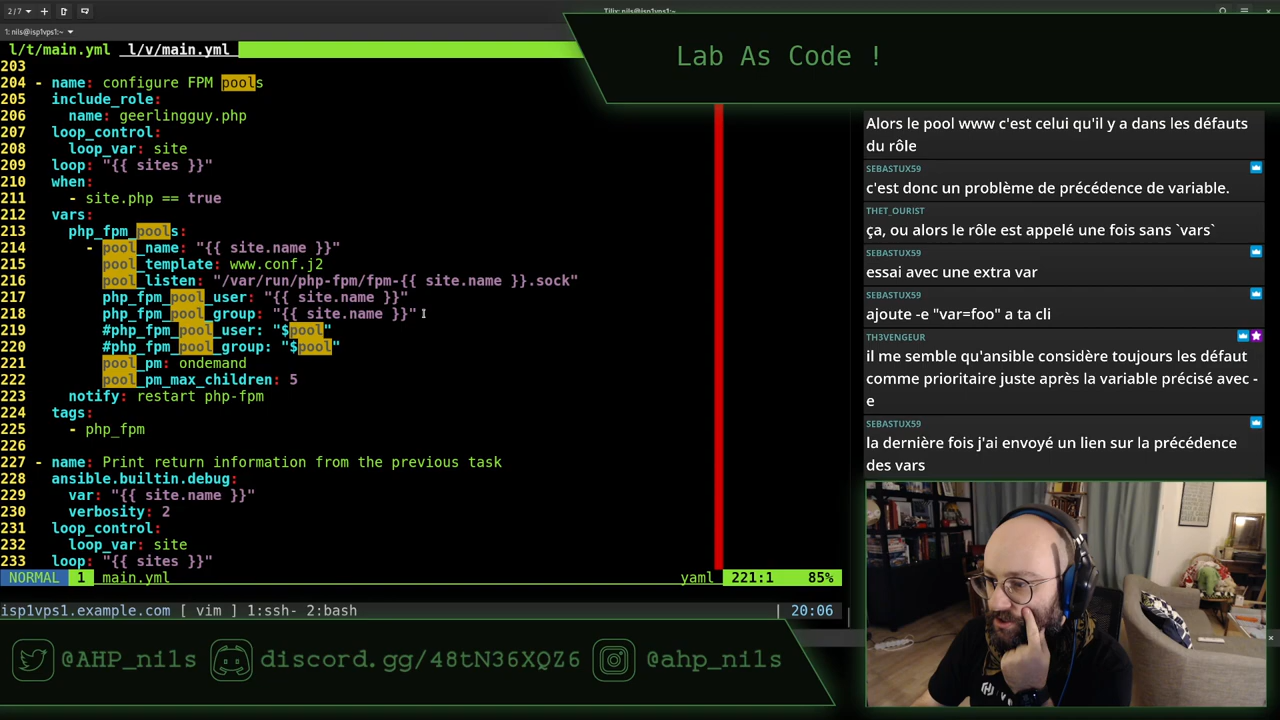 2/7
Tilix: nils@isp1vps1:~
1: nils@isp1vps1:~
l/t/main.yml l/v/main.yml
Lab As Code !
203
204 - name: configure FPM pools
205 include_role:
206 name: geerlingguy.php
207 loop_control:
208 loop_var: site
209 loop: "{{ sites }}"
210 when:
211 - site.php == true
212 vars:
213 php_fpm_pools:
214 - pool_name: "{{ site.name }}"
215 pool_template: www.conf.j2
216 pool_listen: "/var/run/php-fpm/fpm-{{ site.name }}.sock"
217 php_fpm_pool_user: "{{ site.name }}"
218 php_fpm_pool_group: "{{ site.name }}"
219 #php_fpm_pool_user: "$pool"
220 #php_fpm_pool_group: "$pool"
221 pool_pm: ondemand
222 pool_pm_max_children: 5
223 notify: restart php-fpm
224 tags:
225 - php_fpm
226
227 - name: Print return information from the previous task
228 ansible.builtin.debug:
229 var: "{{ site.name }}"
230 verbosity: 2
231 loop_control:
232 loop_var: site
233 loop: "{{ sites }}"
NORMAL 1 main.yml yaml 221:1 85%
isp1vps1.example.com [ vim ] 1:ssh- 2:bash | 20:06
Alors le pool www c'est celui qu'il y a dans les défauts
du rôle
SEBASTUX59
c'est donc un problème de précédence de variable.
THET_OURIST
ça, ou alors le rôle est appelé une fois sans `vars`
SEBASTUX59
essai avec une extra var
SEBASTUX59
ajoute -e "var=foo" a ta cli
TH3VENGEUR
il me semble qu'ansible considère toujours les défaut
comme prioritaire juste après la variable précisé avec -
e
SEBASTUX59
la dernière fois j'ai envoyé un lien sur la précédence
des vars
@AHP_nils discord.gg/48tN36XQZ6 @ahp_nils